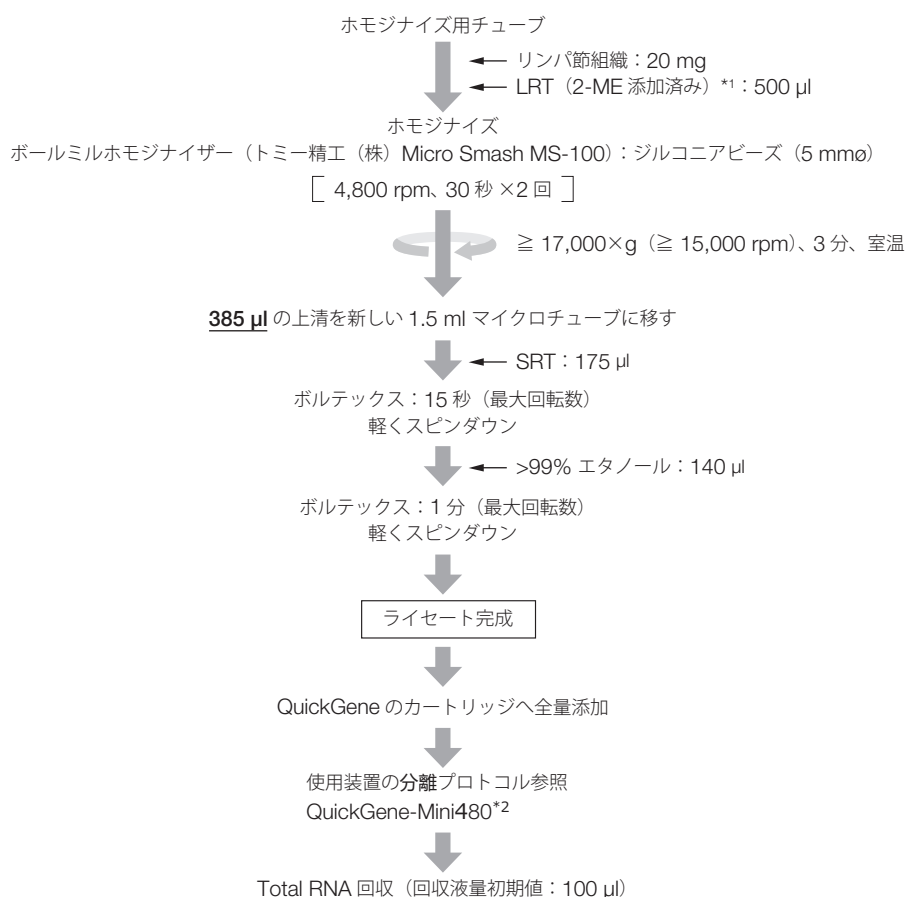 ホモジナイズ用チューブ
リンパ節組織：20 mg
LRT（2-ME 添加済み）*1：500 µl
ホモジナイズ
ボールミルホモジナイザー（トミー精工（株）Micro Smash MS-100）：ジルコニアビーズ（5 mmø）
［ 4,800 rpm、30 秒 ×2 回 ］
≧ 17,000×g（≧ 15,000 rpm）、3 分、室温
385 µl の上清を新しい 1.5 ml マイクロチューブに移す
SRT：175 µl
ボルテックス：15 秒（最大回転数）
軽くスピンダウン
>99% エタノール：140 µl
ボルテックス：1 分（最大回転数）
軽くスピンダウン
ライセート完成
QuickGene のカートリッジへ全量添加
使用装置の分離プロトコル参照
QuickGene-Mini480*2
Total RNA 回収（回収液量初期値：100 µl）